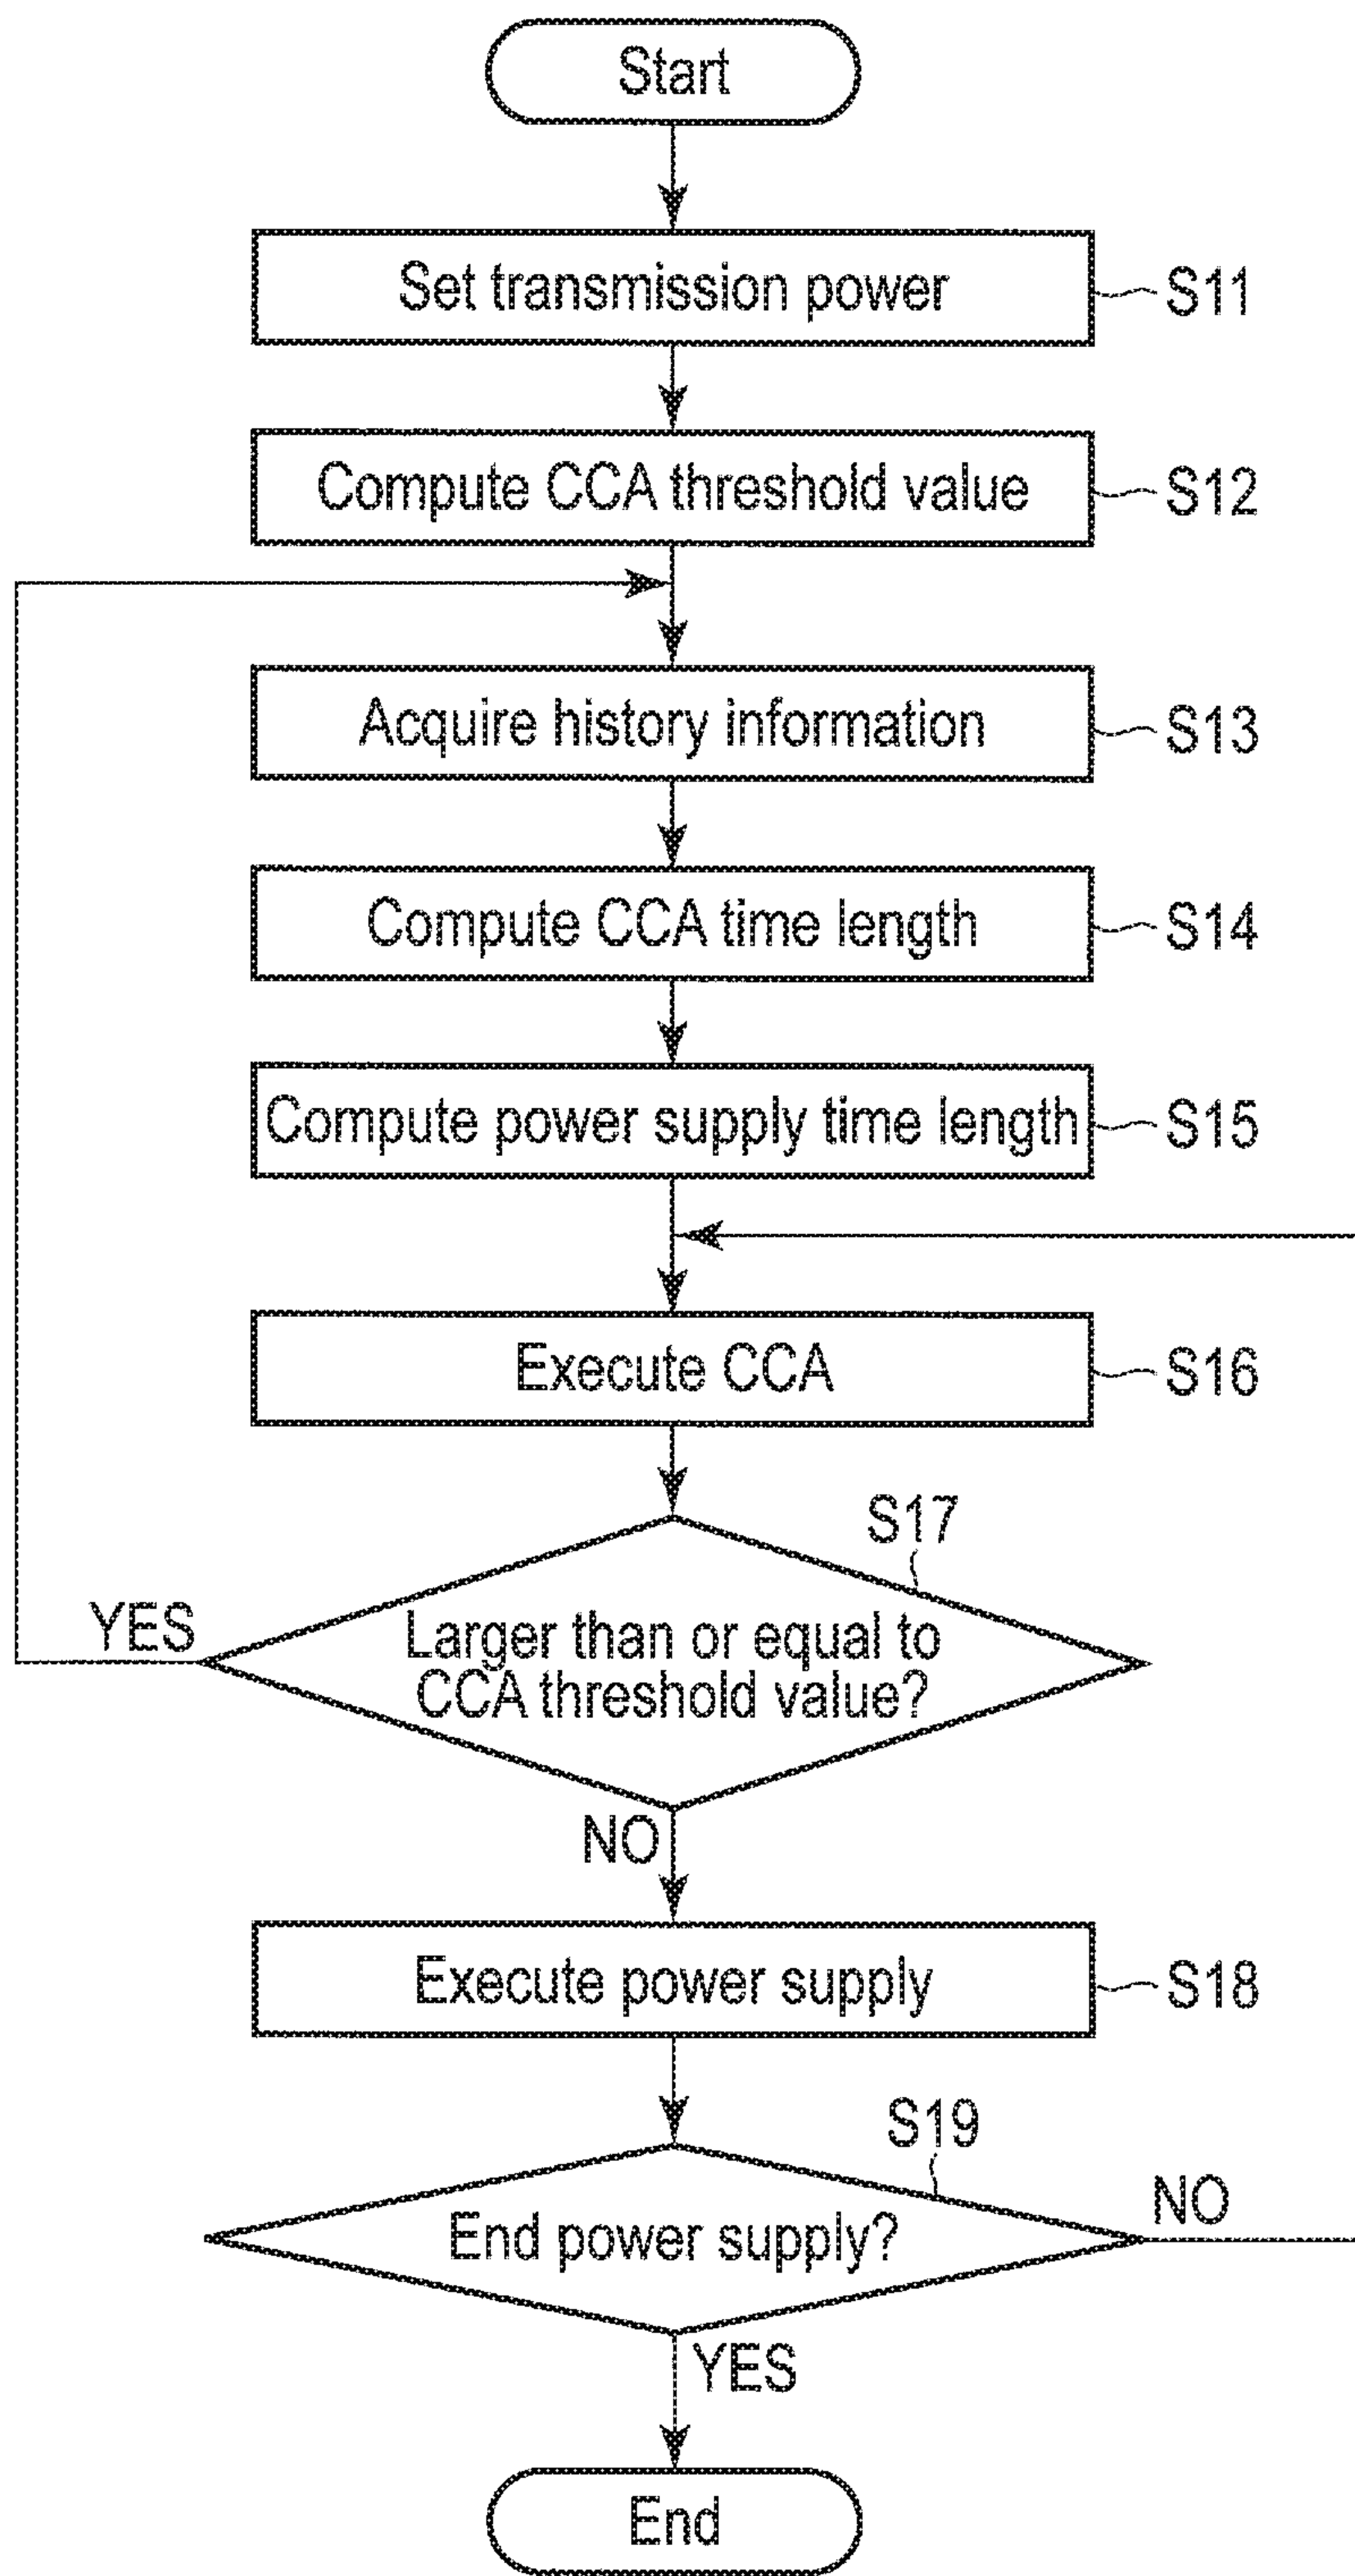 Start
Set transmission power
S11
Compute CCA threshold value
S12
Acquire history information
S13
Compute CCA time length
S14
Compute power supply time length
S15
Execute CCA
S16
S17
YES
Larger than or equal to
CCA threshold value?
NO
Execute power supply
S18
S19
End power supply?
NO
YES
End